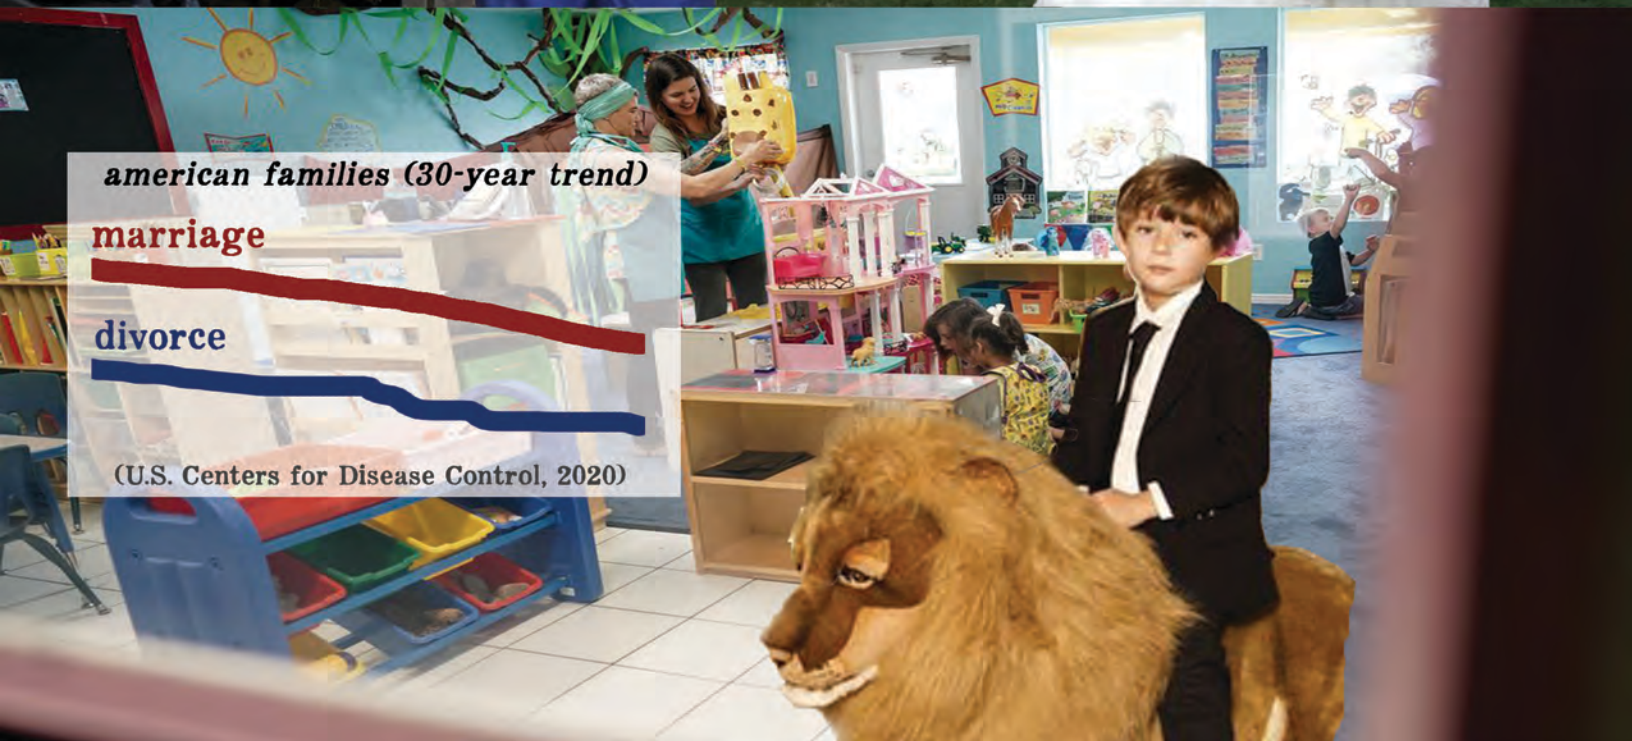 american families (30-year trend)
marriage
divorce
(U.S. Centers for Disease Control, 2020)